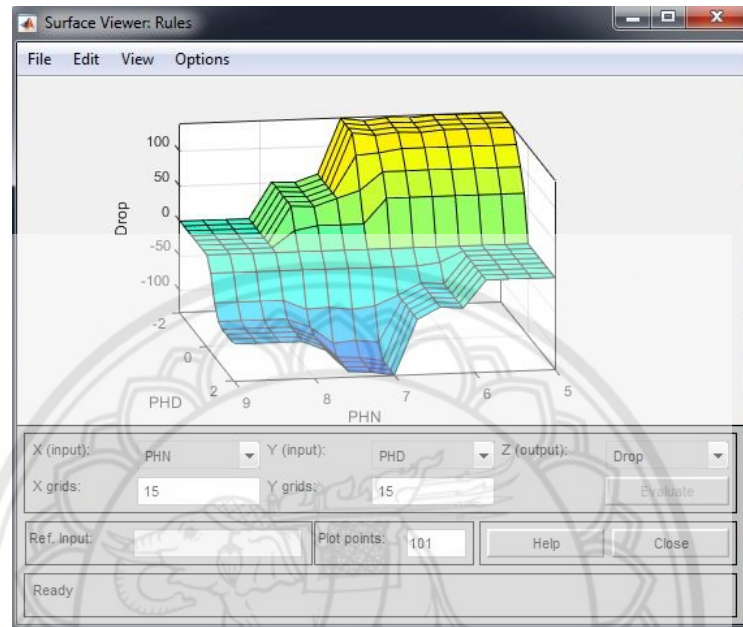 Surface Viewer: Rules
File Edit View Options
100
50
0
-50
-100
Drop
-2
0
2
PHD
9
8
7
6
5
PHN
X (input): PHN Y (input): PHD Z (output): Drop
X grids: 15 Y grids: 15 Evaluate
Ref. Input: Plot points: 101 Help Close
Ready